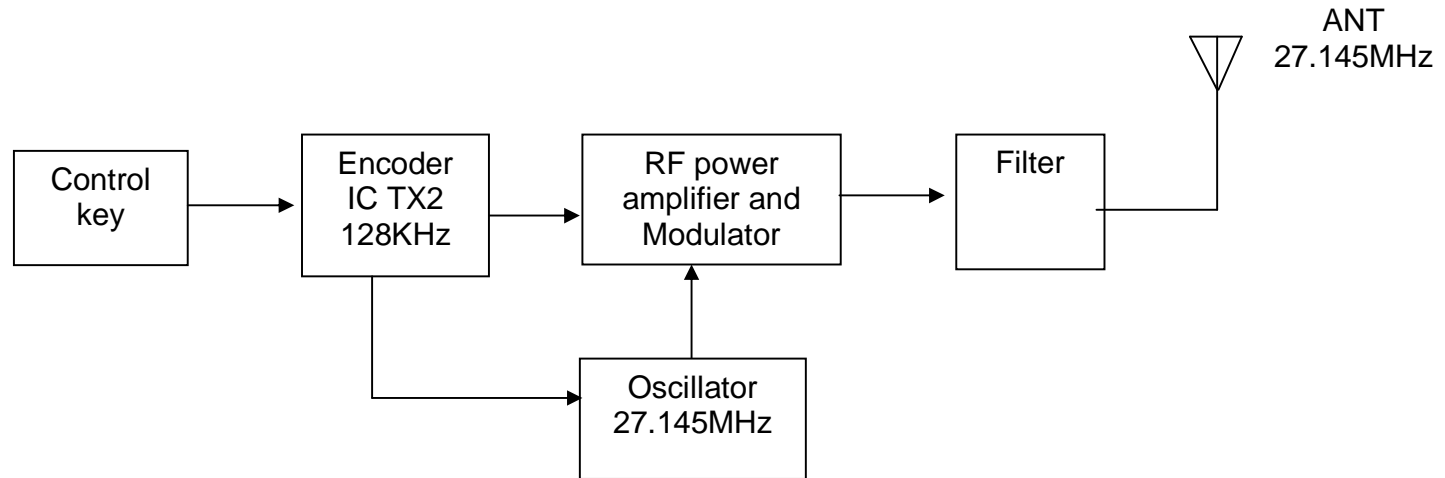 ANT
27.145MHz
Control
key
Encoder
IC TX2
128KHz
RF power
amplifier and
Modulator
Filter
Oscillator
27.145MHz